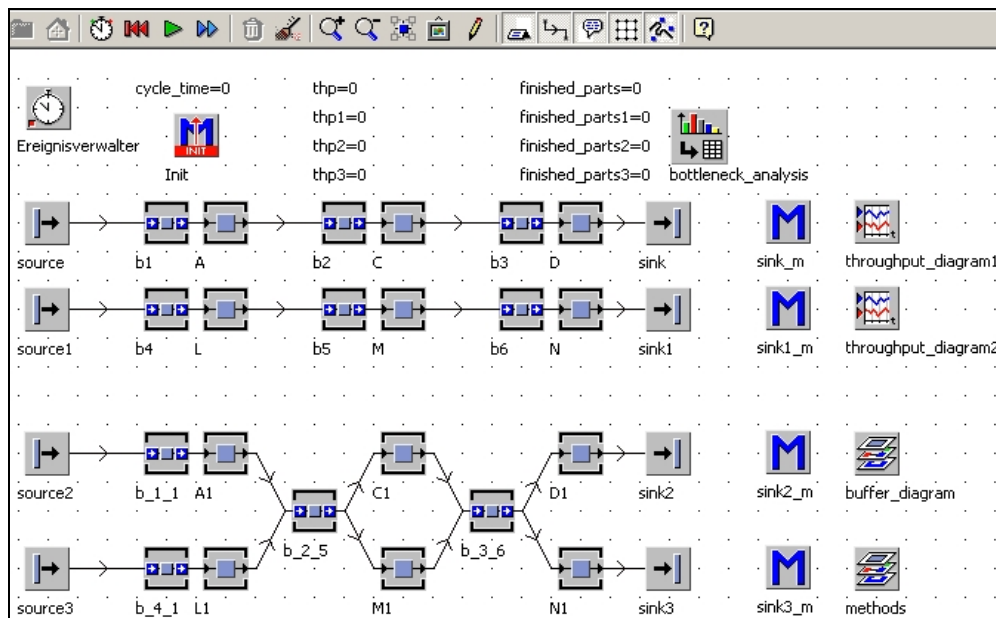 cycle_time=0 thp=0 finished_parts=0
thp1=0 finished_parts1=0
Ereignisverwalter INIT thp2=0 finished_parts2=0
Init thp3=0 finished_parts3=0 bottleneck_analysis
source b1 A b2 C b3 D sink sink_m throughput_diagram1
source1 b4 L b5 M b6 N sink1 sink1_m throughput_diagram2
source2 b_1_1 A1 C1 D1 sink2 sink2_m buffer_diagram
b_2_5 b_3_6
source3 b_4_1 L1 M1 N1 sink3 sink3_m methods